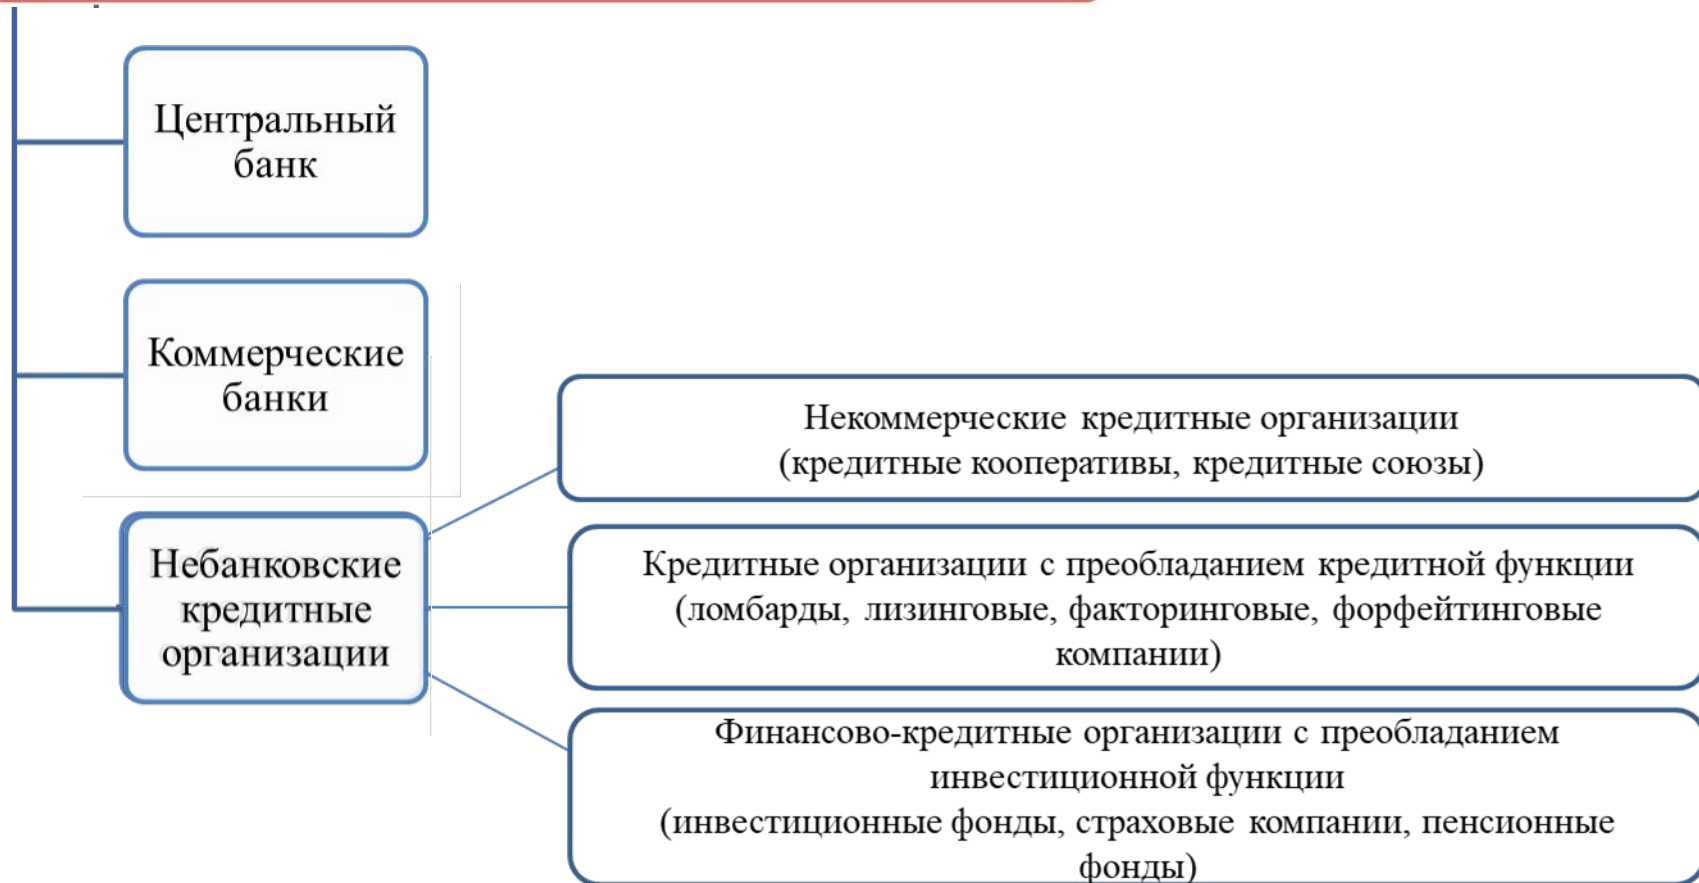 Центральный
банк
Коммерческие
банки
Небанковские
кредитные
организации
Некоммерческие кредитные организации
(кредитные кооперативы, кредитные союзы)
Кредитные организации с преобладанием кредитной функции
(ломбарды, лизинговые, факторинговые, форфейтинговые
компании)
Финансово-кредитные организации с преобладанием
инвестиционной функции
(инвестиционные фонды, страховые компании, пенсионные
фонды)